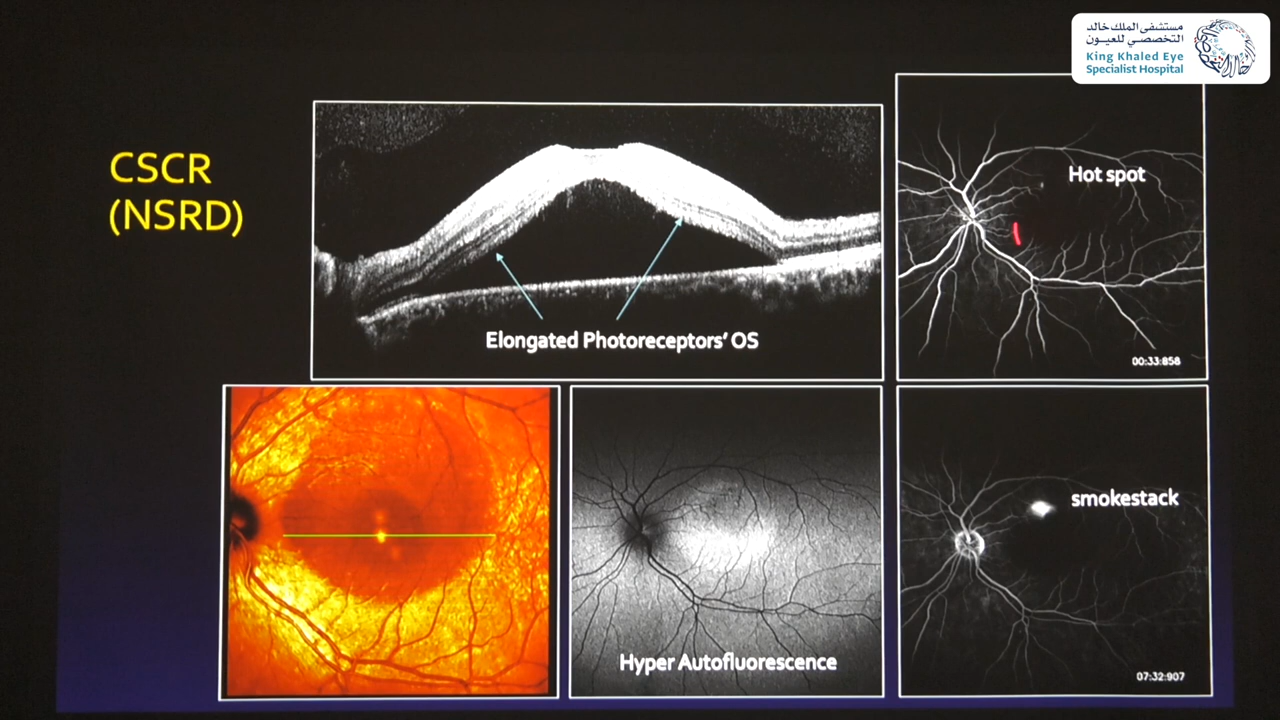 مستشفى الملك خالد
التخصصي للعيون
King Khaled Eye
Specialist Hospital
CSCR
(NSRD)
Elongated Photoreceptors' OS
Hot spot
00:33:858
Hyper Autofluorescence
smokestack
07:32:907